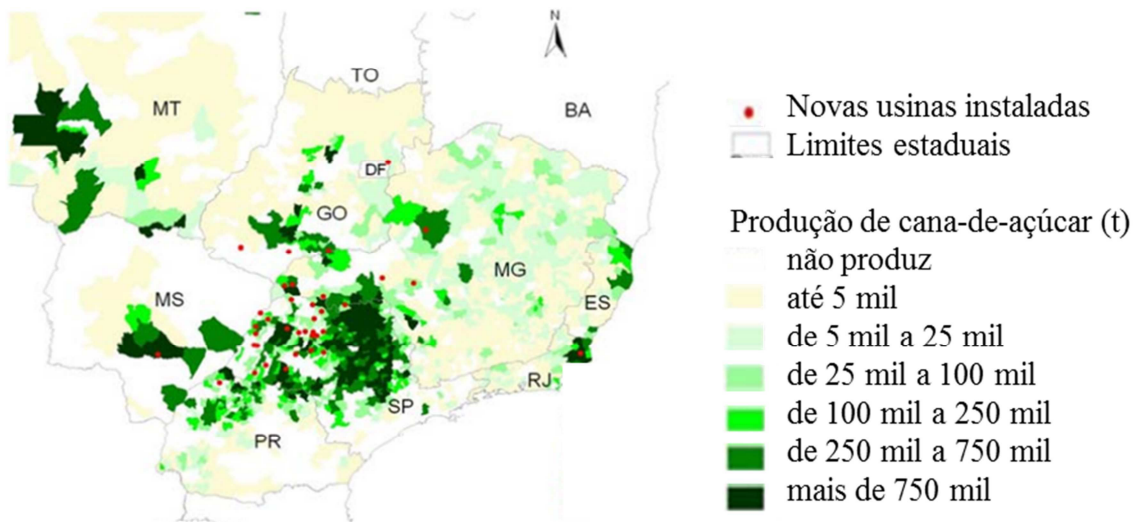 N
TO
MT
BA
DF
GO
MG
MS
ES
RJ
SP
PR
Novas usinas instaladas
Limites estaduais
Produção de cana-de-açúcar (t)
não produz
até 5 mil
de 5 mil a 25 mil
de 25 mil a 100 mil
de 100 mil a 250 mil
de 250 mil a 750 mil
mais de 750 mil